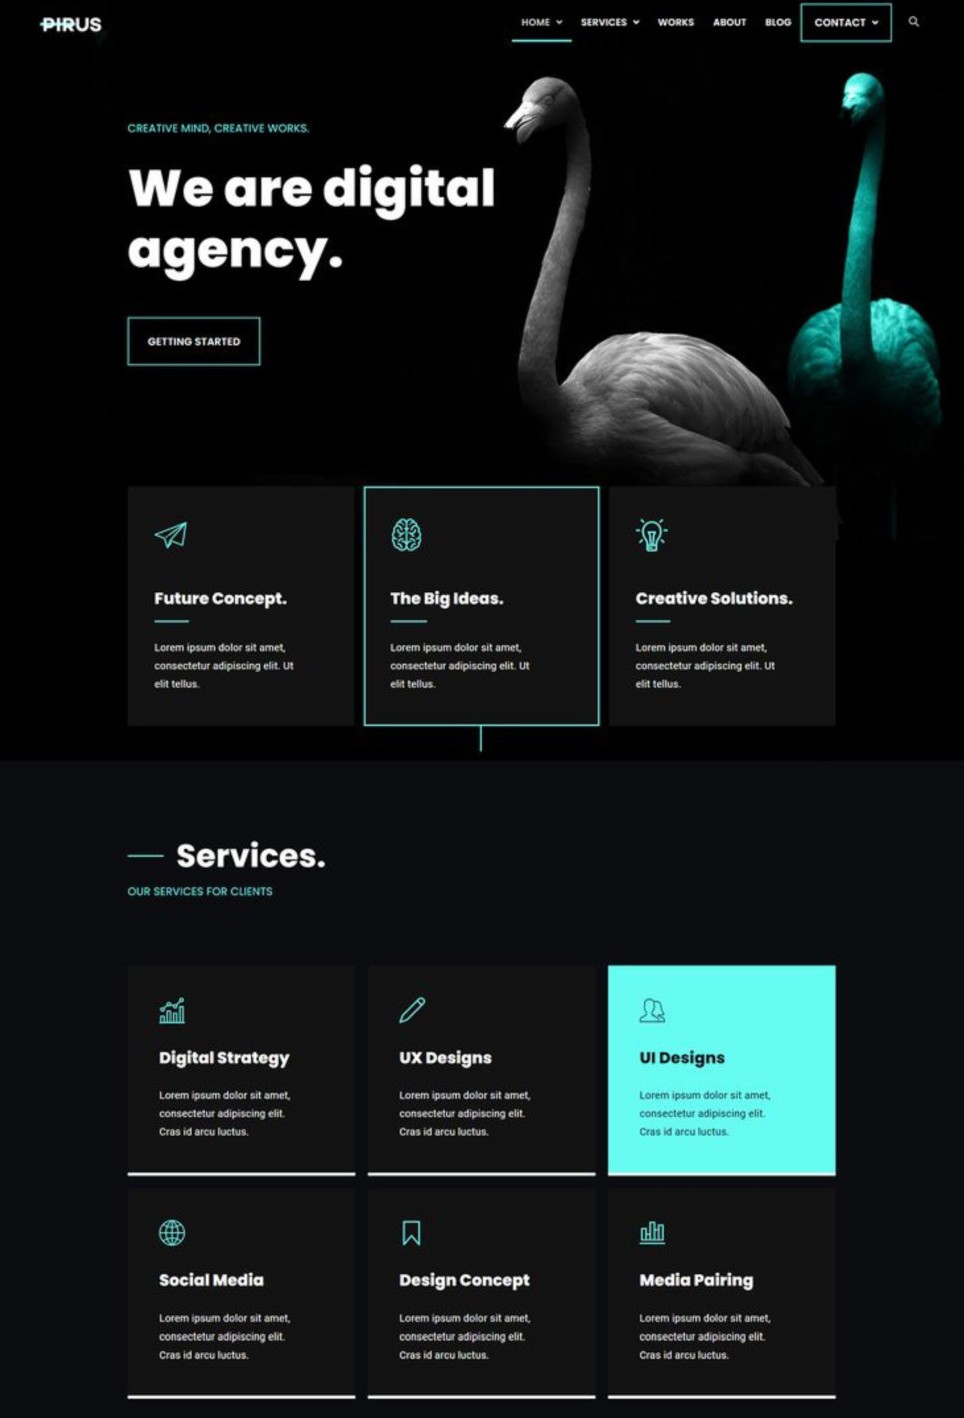 PIRUS
HOME
SERVICES
WORKS
ABOUT
BLOG
CONTACT
CREATIVE MIND, CREATIVE WORKS.
We are digital
agency.
GETTING STARTED
Future Concept.
Lorem ipsum dolor sit amet,
consectetur adipiscing elit. Ut
elit tellus.
The Big Ideas.
Lorem ipsum dolor sit amet,
consectetur adipiscing elit. Ut
elit tellus.
Creative Solutions.
Lorem ipsum dolor sit amet,
consectetur adipiscing elit. Ut
elit tellus.
Services.
OUR SERVICES FOR CLIENTS
Digital Strategy
Lorem ipsum dolor sit amet,
consectetur adipiscing elit.
Cras id arcu luctus.
UX Designs
Lorem ipsum dolor sit amet,
consectetur adipiscing elit.
Cras id arcu luctus.
UI Designs
Lorem ipsum dolor sit amet,
consectetur adipiscing elit.
Cras id arcu luctus.
Social Media
Lorem ipsum dolor sit amet,
consectetur adipiscing elit.
Cras id arcu luctus.
Design Concept
Lorem ipsum dolor sit amet,
consectetur adipiscing elit.
Cras id arcu luctus.
Media Pairing
Lorem ipsum dolor sit amet,
consectetur adipiscing elit.
Cras id arcu luctus.